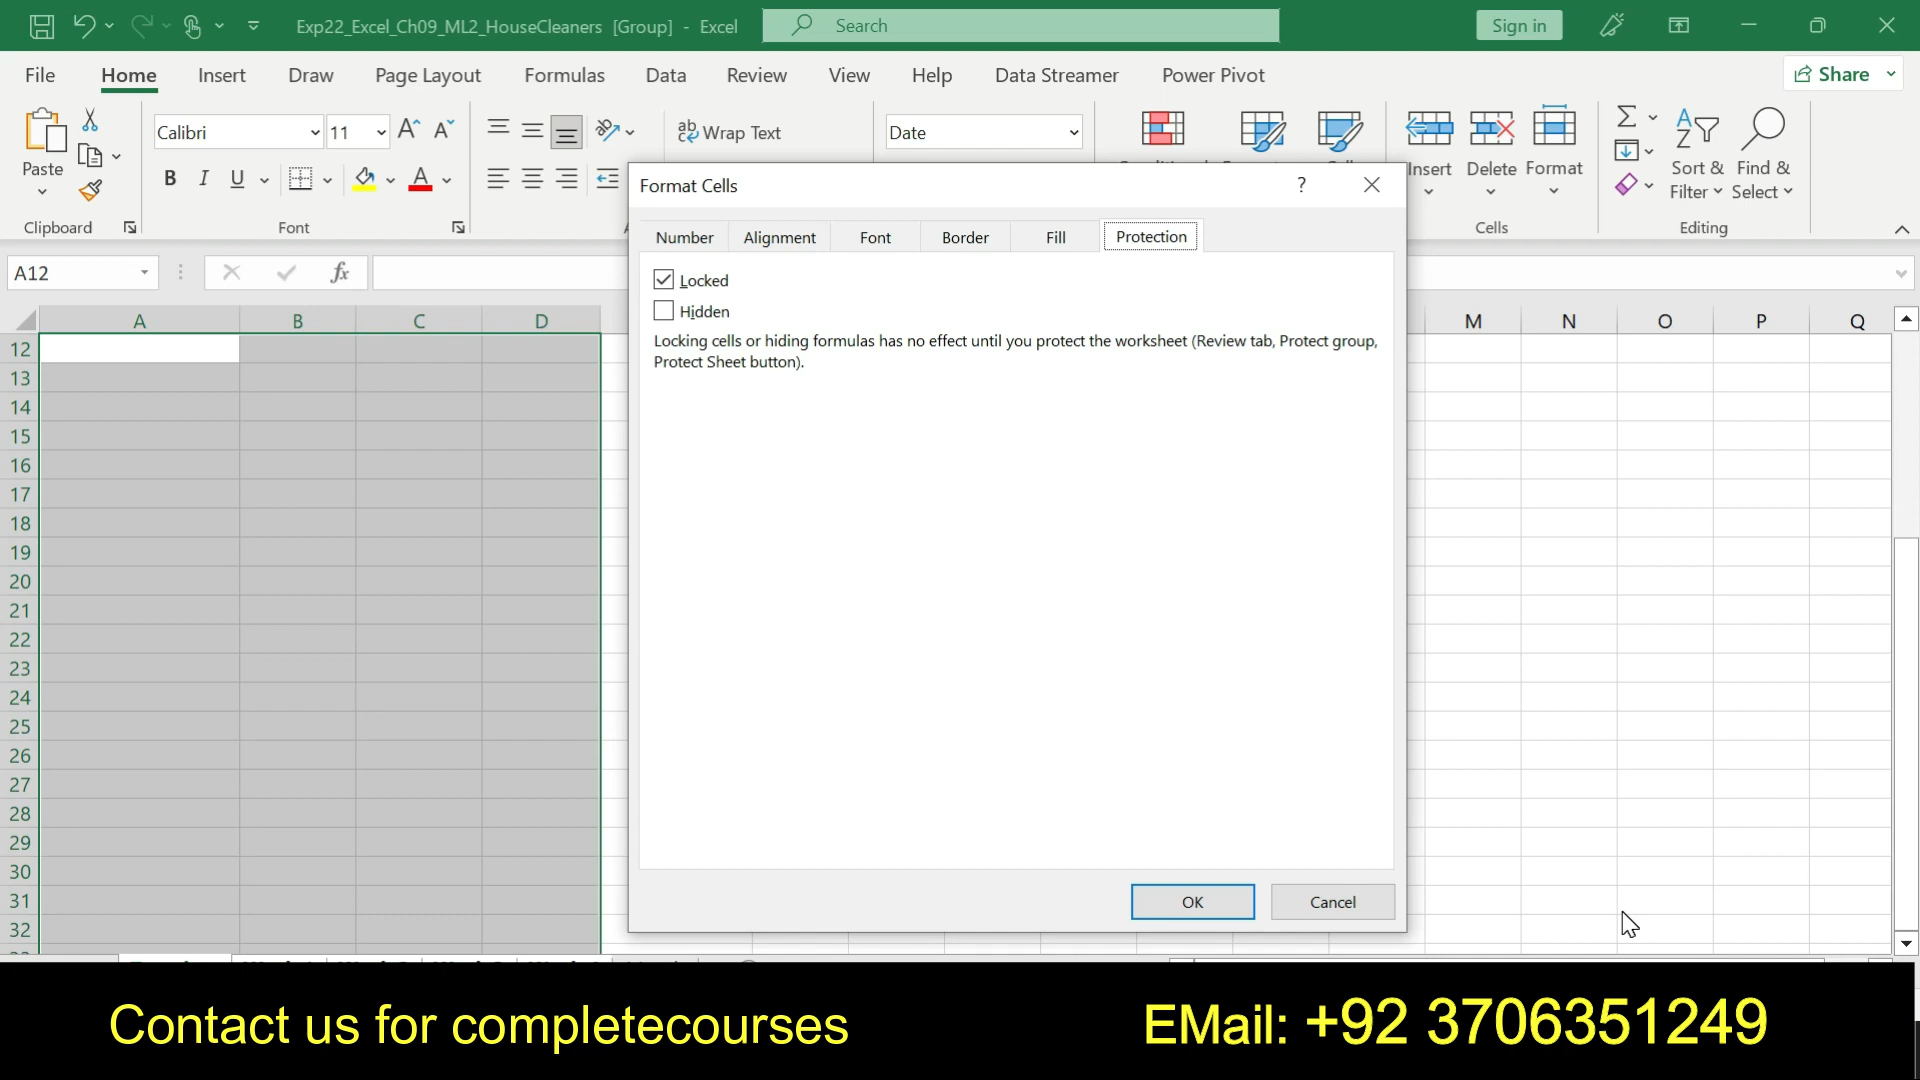 Exp22_Excel_Ch09_ML2_HouseCleaners [Group] - Excel
Search
Sign in
File Home Insert Draw Page Layout Formulas Data Review View Help Data Streamer Power Pivot Share
Calibri 11 ab Wrap Text Date
Paste Insert Delete Format Sort & Filter Find & Select
B I U A
Clipboard Font Cells Editing
Format Cells
Number Alignment Font Border Fill Protection
A12 fx
Locked
Hidden
Locking cells or hiding formulas has no effect until you protect the worksheet (Review tab, Protect group,
Protect Sheet button).
A B C D M N O P Q
12
13
14
15
16
17
18
19
20
21
22
23
24
25
26
27
28
29
30
31
32
OK Cancel
Contact us for completecourses
EMail: +92 3706351249